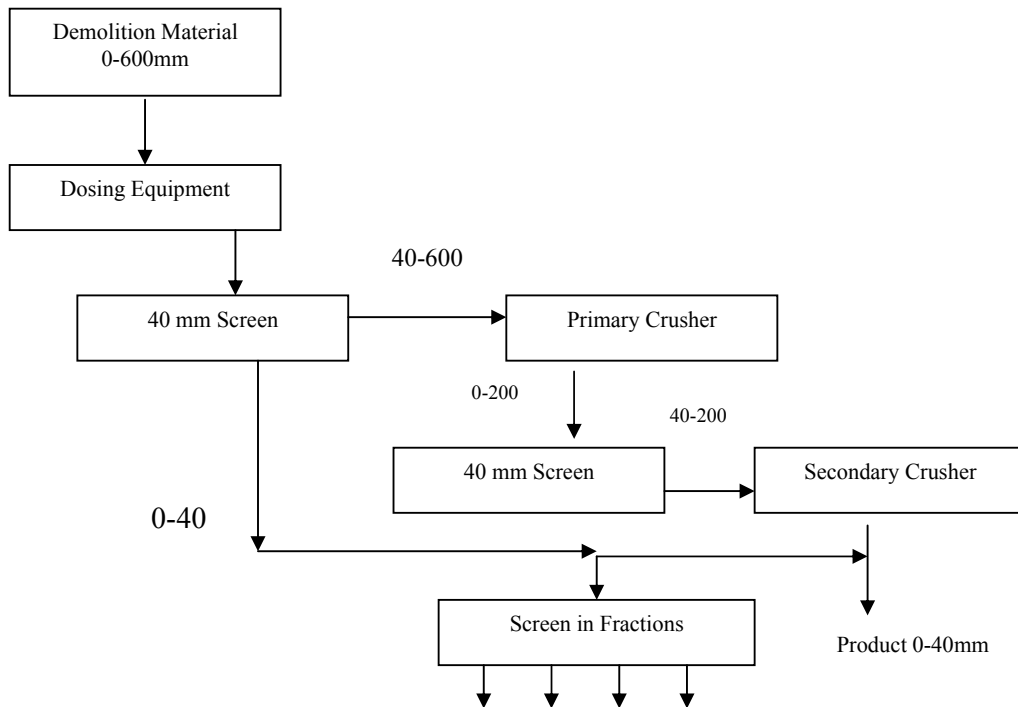 Demolition Material
0-600mm
Dosing Equipment
40-600
40 mm Screen
Primary Crusher
0-200
40-200
40 mm Screen
Secondary Crusher
0-40
Screen in Fractions
Product 0-40mm